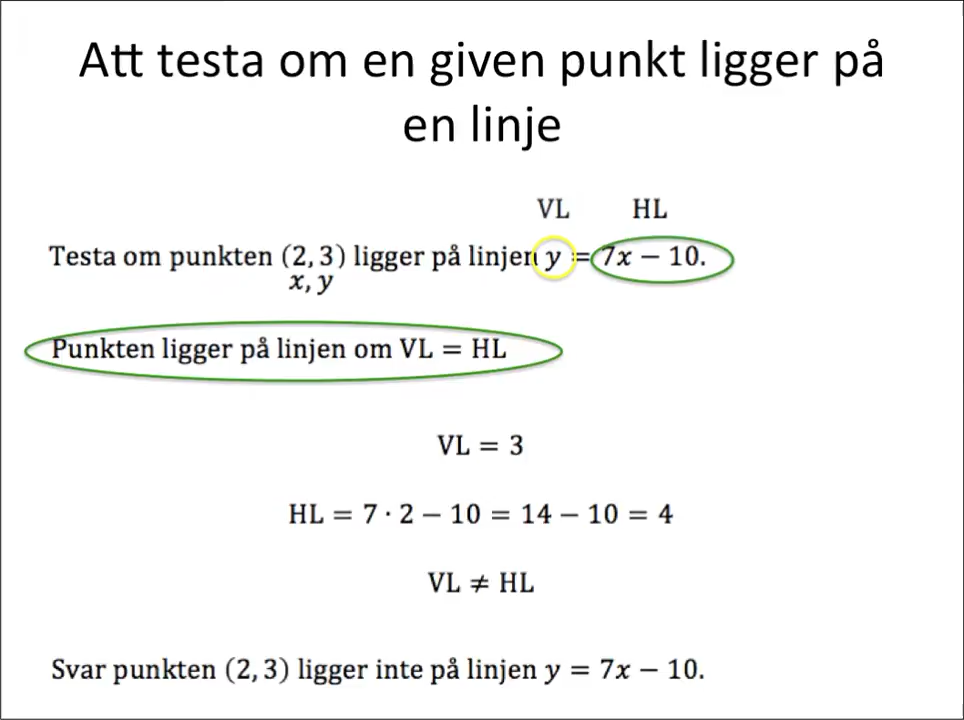 Att testa om en given punkt ligger på
en linje
VL HL
Testa om punkten (2, 3) ligger på linjen y = 7x − 10.
x, y
Punkten ligger på linjen om VL = HL
VL = 3
HL = 7 · 2 − 10 = 14 − 10 = 4
VL ≠ HL
Svar punkten (2, 3) ligger inte på linjen y = 7x − 10.